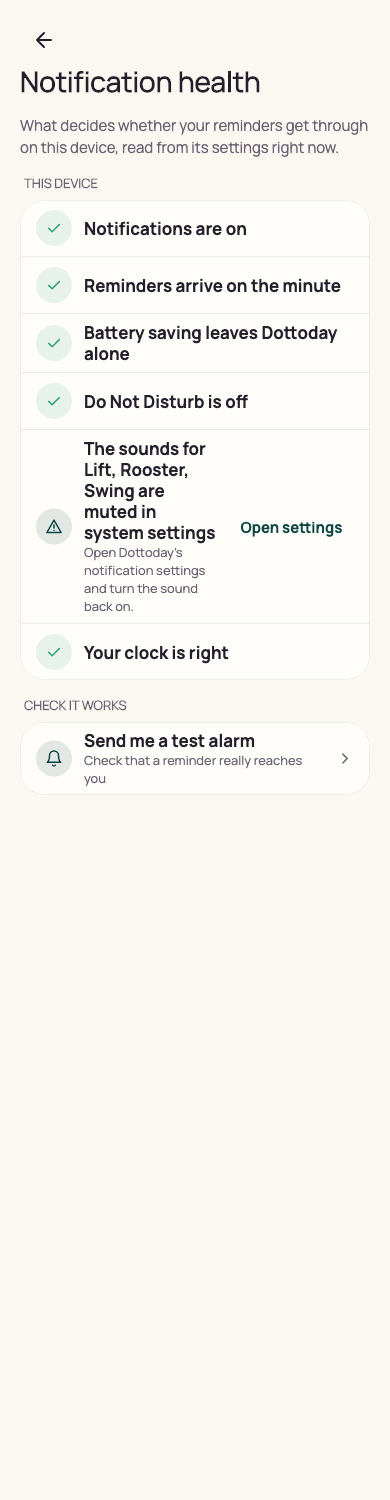 Notification health
What decides whether your reminders get through
on this device, read from its settings right now.
THIS DEVICE
Notifications are on
Reminders arrive on the minute
Battery saving leaves Dottoday
alone
Do Not Disturb is off
The sounds for
Lift, Rooster,
Swing are
muted in
system settings
Open Dottoday's
notification settings
and turn the sound
back on.
Open settings
Your clock is right
CHECK IT WORKS
Send me a test alarm
Check that a reminder really reaches
you